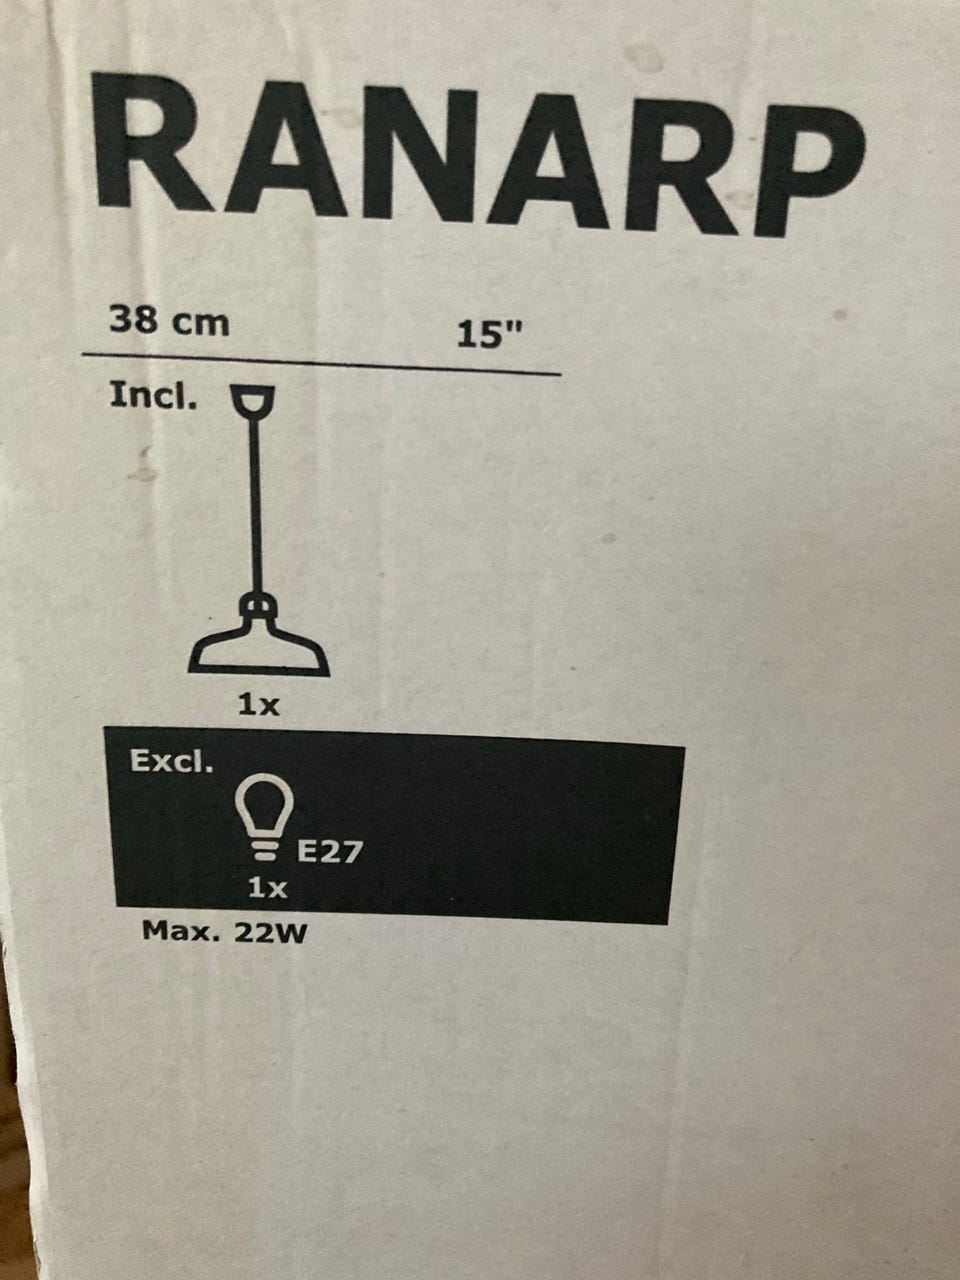 RANARP
38 cm 15"
Incl.
1x
Excl.
E27
1x
Max. 22W